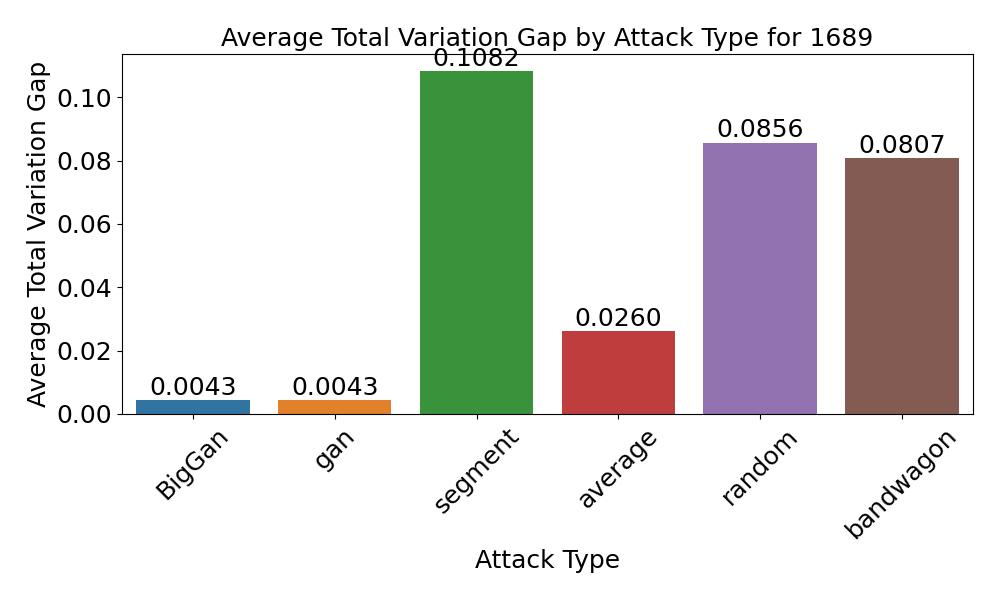 Average Total Variation Gap by Attack Type for 1689
Average Total Variation Gap
0.10
0.08
0.06
0.04
0.02
0.00
0.0043
0.0043
0.1082
0.0260
0.0856
0.0807
BigGan
gan
segment
average
random
bandwagon
Attack Type